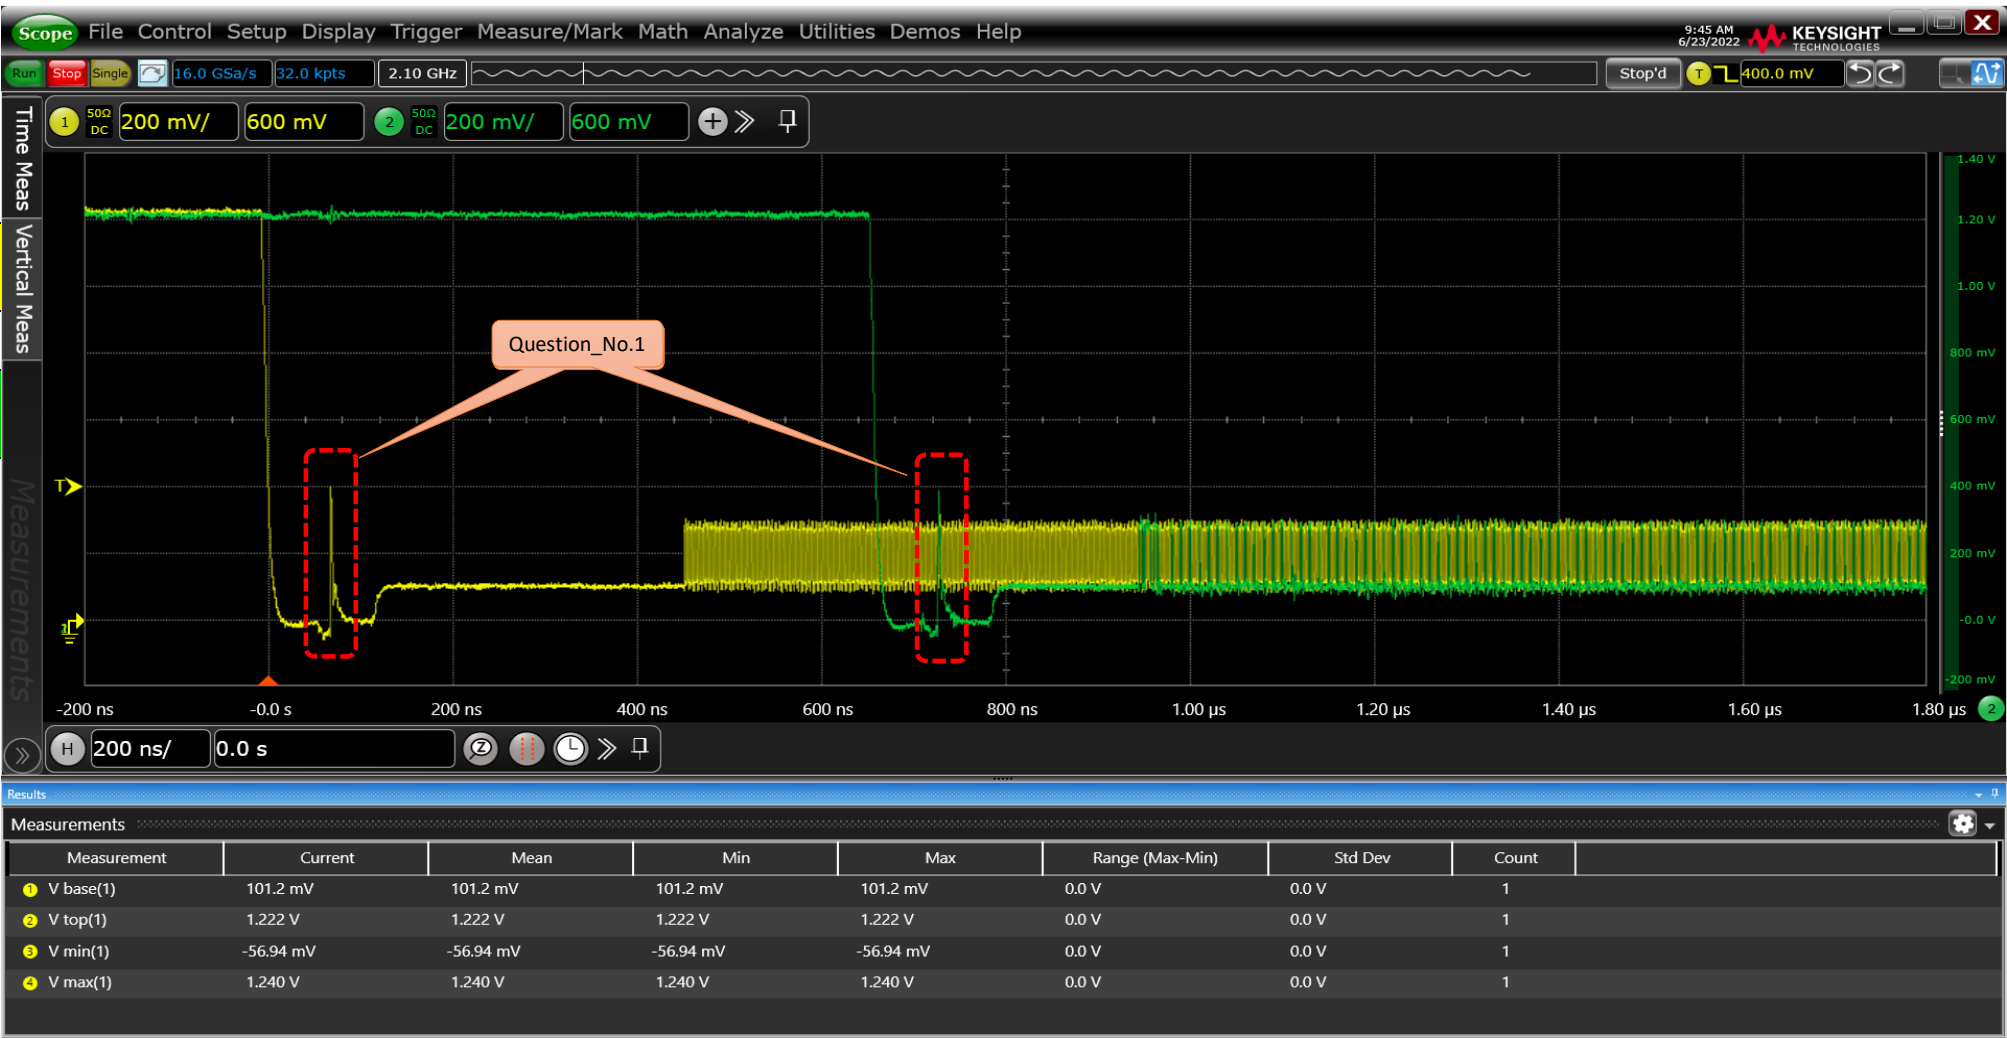 Scope File Control Setup Display Trigger Measure/Mark Math Analyze Utilities Demos Help
9:45 AM
6/23/2022
KEYSIGHT
TECHNOLOGIES
Run Stop Single 16.0 GSa/s 32.0 kpts 2.10 GHz Stop'd T 400.0 mV
1 50Ω DC 200 mV/ 600 mV 2 50Ω DC 200 mV/ 600 mV
Time Meas
Vertical Meas
Measurements
1.40 V
1.20 V
1.00 V
800 mV
600 mV
400 mV
200 mV
-0.0 V
-200 mV
Question_No.1
T
-200 ns -0.0 s 200 ns 400 ns 600 ns 800 ns 1.00 µs 1.20 µs 1.40 µs 1.60 µs 1.80 µs 2
H 200 ns/ 0.0 s Z
Results
Measurements
Measurement Current Mean Min Max Range (Max-Min) Std Dev Count
1 V base(1) 101.2 mV 101.2 mV 101.2 mV 101.2 mV 0.0 V 0.0 V 1
2 V top(1) 1.222 V 1.222 V 1.222 V 1.222 V 0.0 V 0.0 V 1
3 V min(1) -56.94 mV -56.94 mV -56.94 mV -56.94 mV 0.0 V 0.0 V 1
4 V max(1) 1.240 V 1.240 V 1.240 V 1.240 V 0.0 V 0.0 V 1